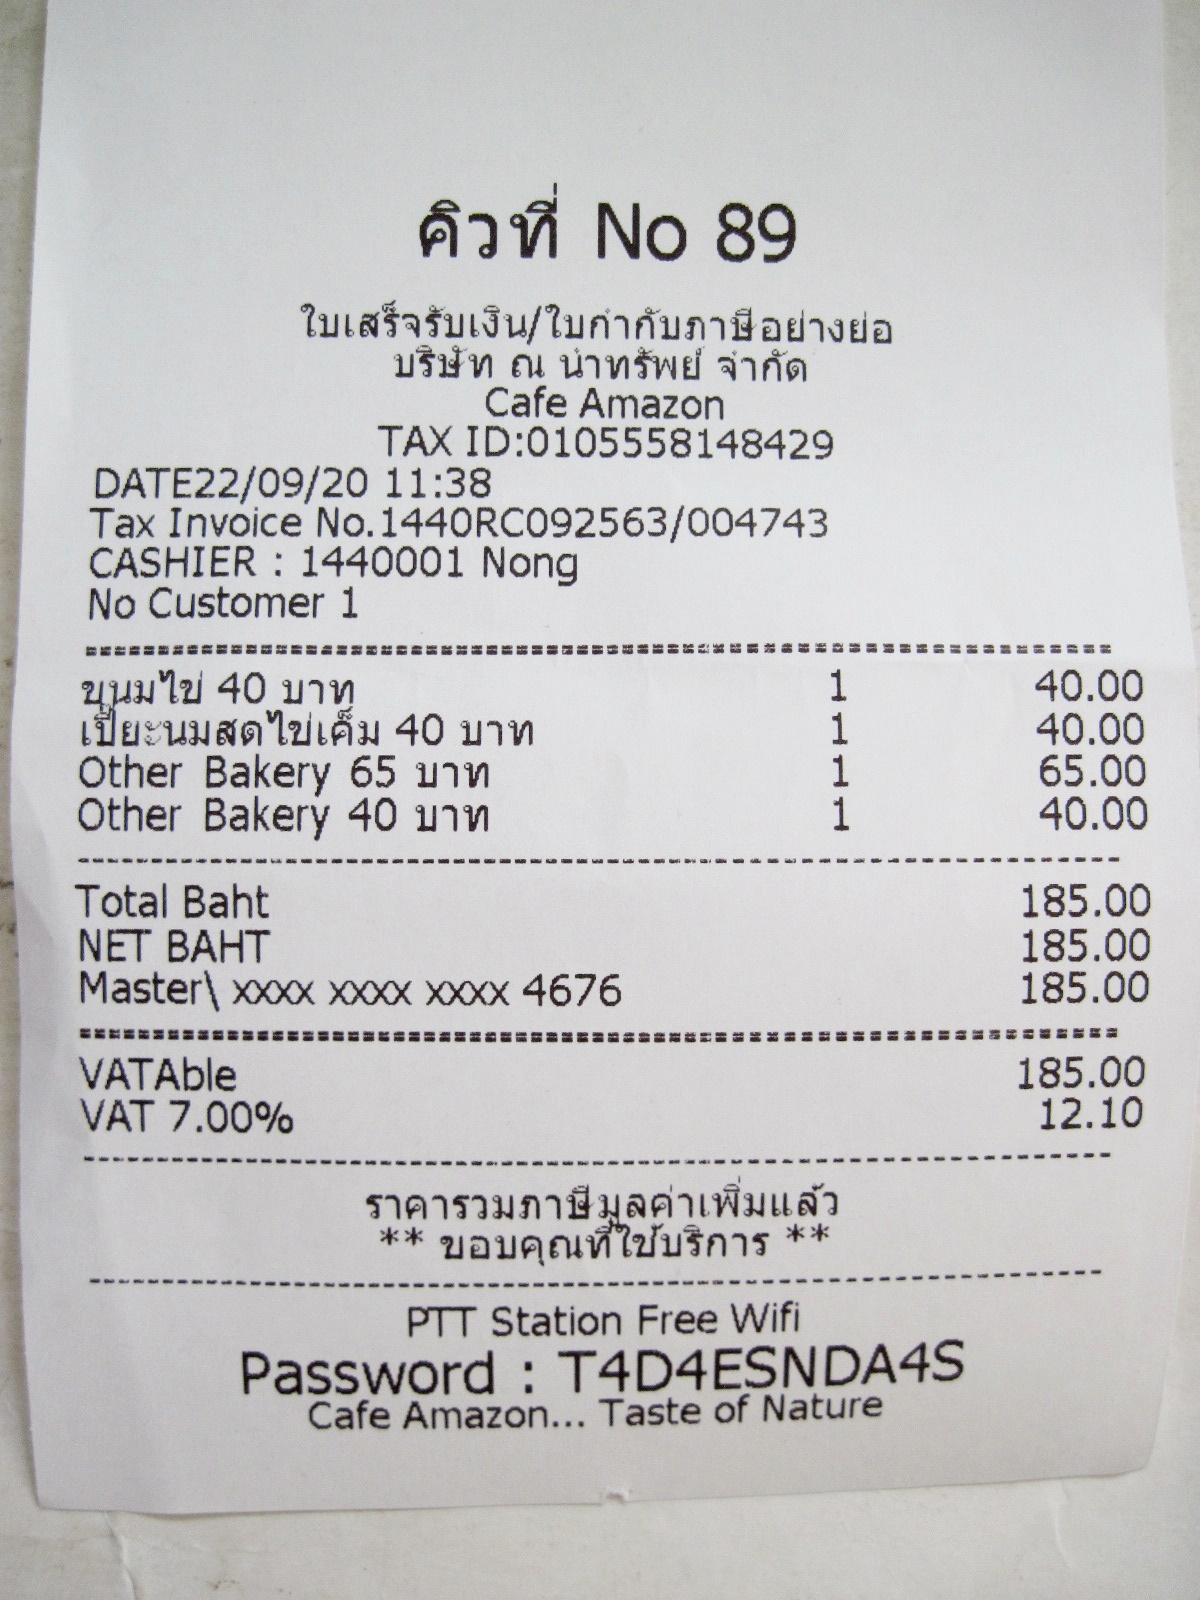 คิวที่ No 89
ใบเสร็จรับเงิน/ใบกำกับภาษีอย่างย่อ
บริษัท ณ นำทรัพย์ จำกัด
Cafe Amazon
TAX ID:0105558148429
DATE22/09/20 11:38
Tax Invoice No.1440RC092563/004743
CASHIER : 1440001 Nong
No Customer 1
ขนมไข่ 40 บาท 1 40.00
เปี๊ยะนมสดไข่เค็ม 40 บาท 1 40.00
Other Bakery 65 บาท 1 65.00
Other Bakery 40 บาท 1 40.00
Total Baht 185.00
NET BAHT 185.00
Master\ xxxx xxxx xxxx 4676 185.00
VATAble 185.00
VAT 7.00% 12.10
ราคารวมภาษีมูลค่าเพิ่มแล้ว
** ขอบคุณที่ใช้บริการ **
PTT Station Free Wifi
Password : T4D4ESNDA4S
Cafe Amazon... Taste of Nature